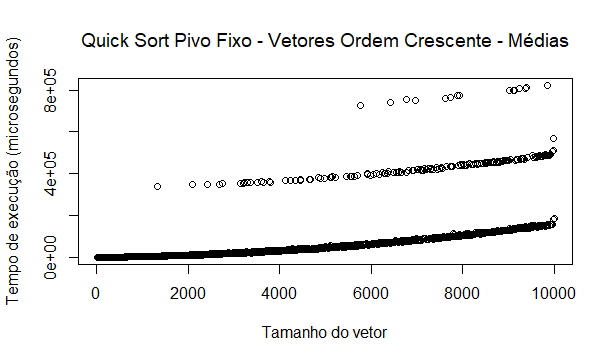 Quick Sort Pivo Fixo - Vetores Ordem Crescente - Médias
Tempo de execução (microsegundos)
8e+05
4e+05
0e+00
0 2000 4000 6000 8000 10000
Tamanho do vetor